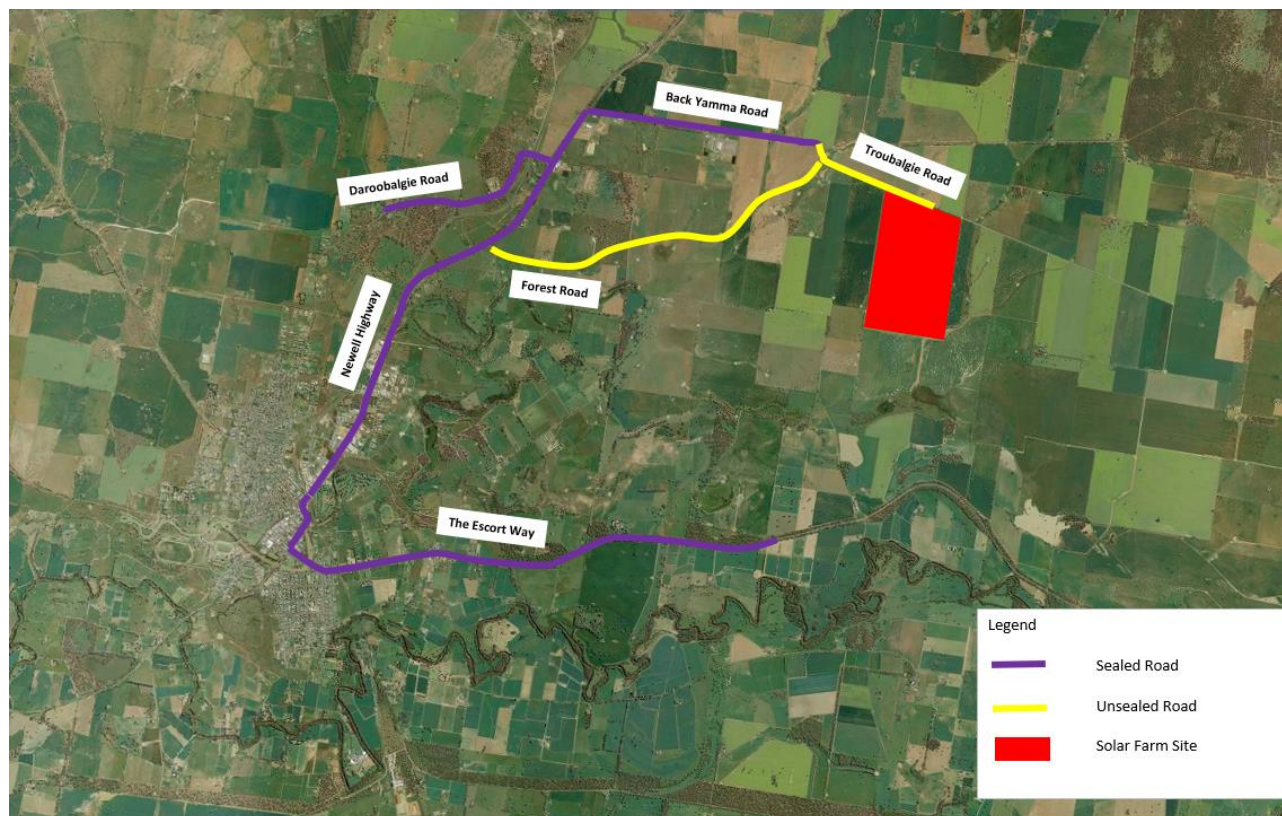 Back Yamma Road
Troubalgie Road
Daroobalgie Road
Forest Road
Newell Highway
The Escort Way
Legend
Sealed Road
Unsealed Road
Solar Farm Site